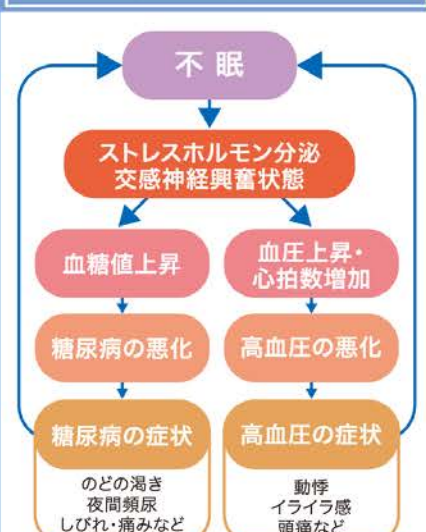 不眠
ストレスホルモン分泌
交感神経興奮状態
血糖値上昇
血圧上昇・
心拍数増加
糖尿病の悪化
高血圧の悪化
糖尿病の症状
高血圧の症状
のどの渇き
夜間頻尿
しびれ・痛みなど
動悸
イライラ感
頭痛など